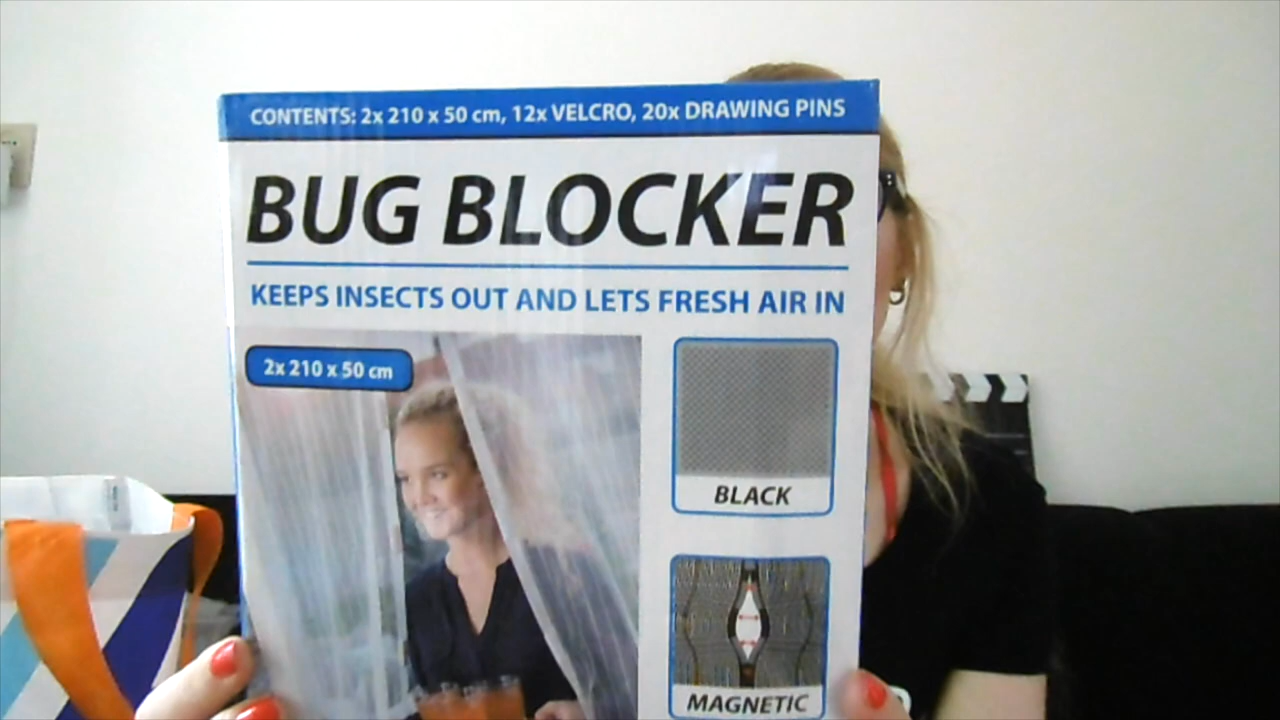 CONTENTS: 2x 210 x 50 cm, 12x VELCRO, 20x DRAWING PINS
BUG BLOCKER
KEEPS INSECTS OUT AND LETS FRESH AIR IN
2x 210 x 50 cm
BLACK
MAGNETIC